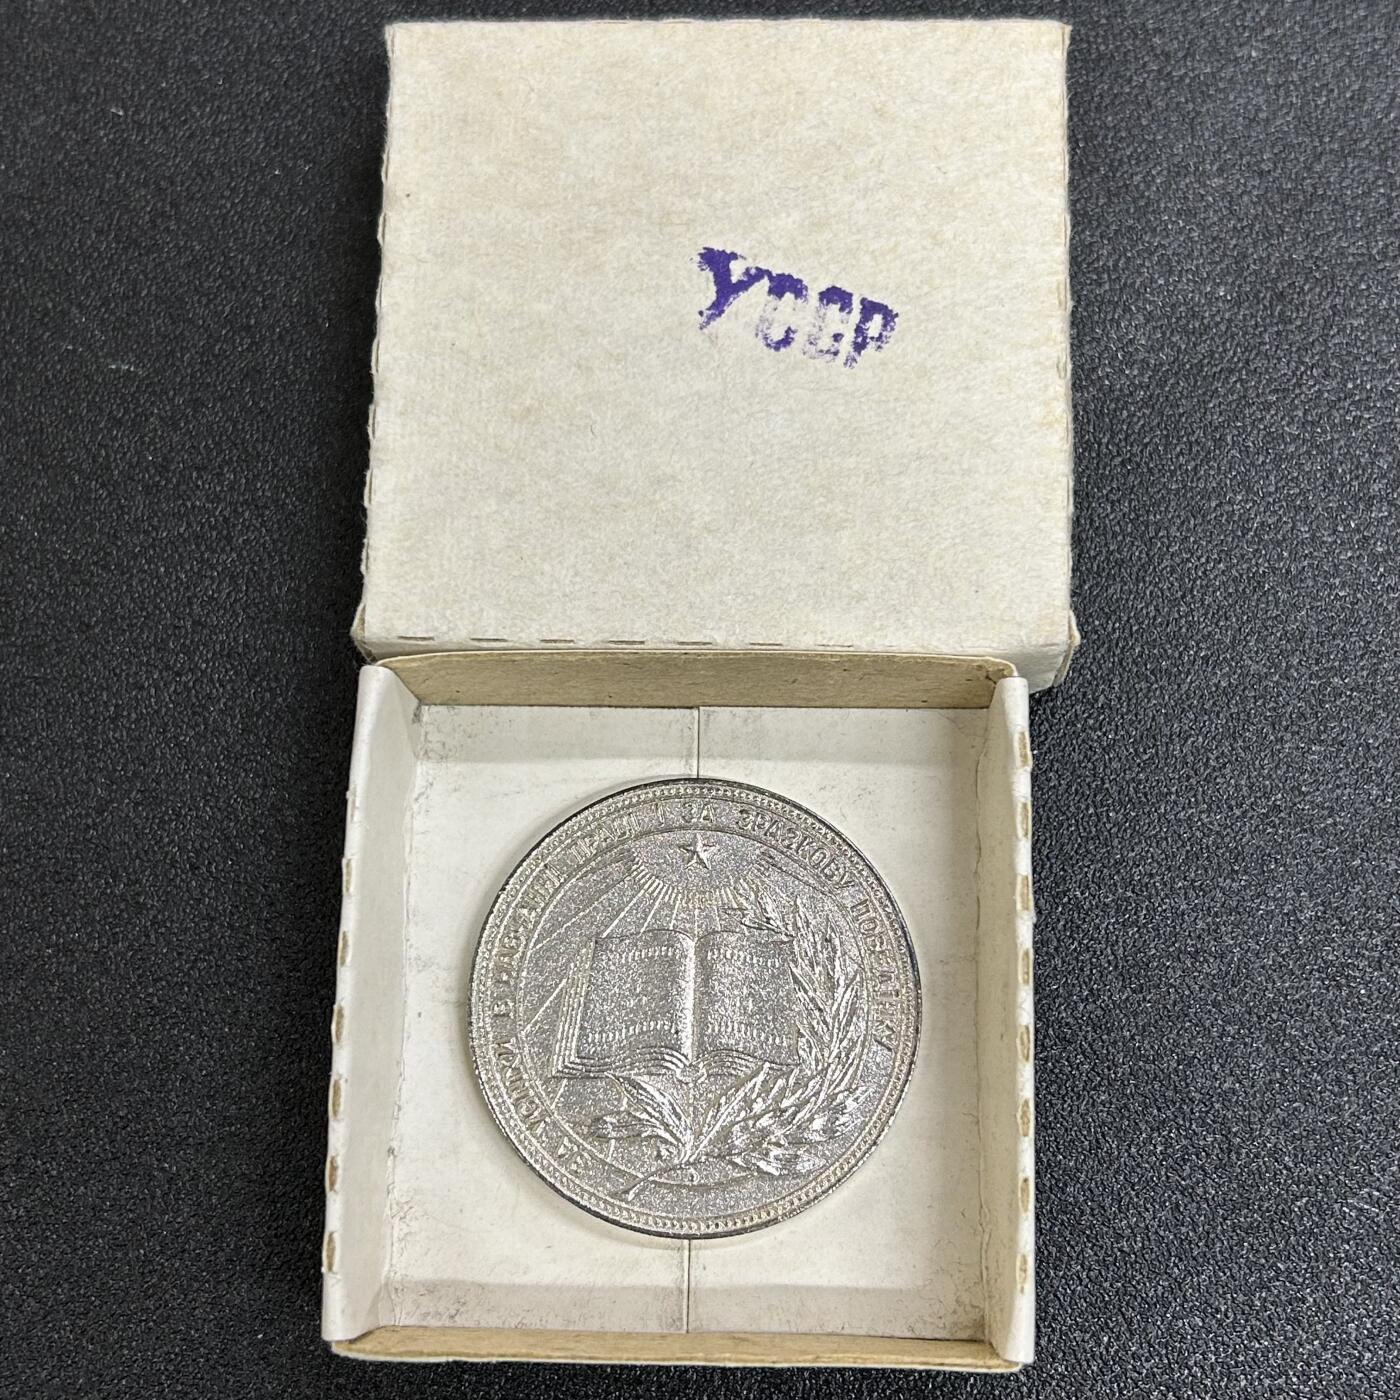 УССР
ЗА УСПІХИ В НАВЧАННІ ПРАЦІ І ЗА ЗРАЗКОВУ ПОВЕДІНКУ